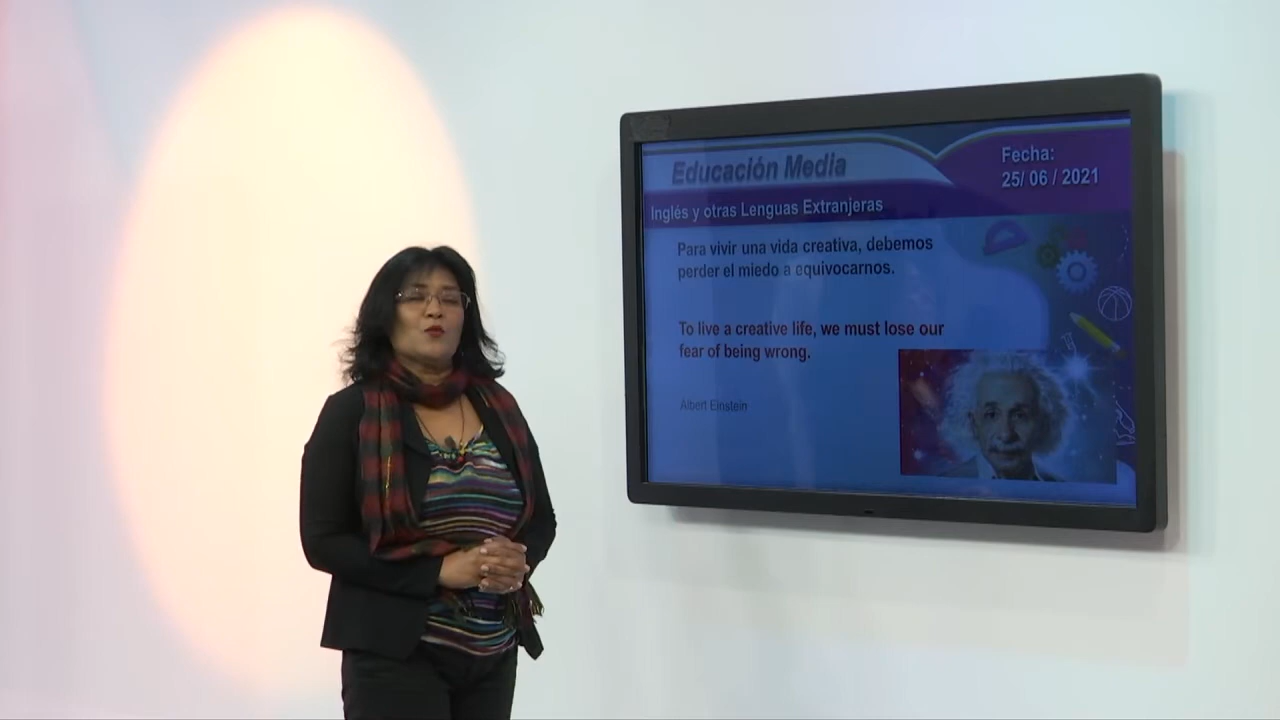 Educación Media
Fecha:
25/ 06 / 2021
Inglés y otras Lenguas Extranjeras
Para vivir una vida creativa, debemos
perder el miedo a equivocarnos.
To live a creative life, we must lose our
fear of being wrong.
Albert Einstein